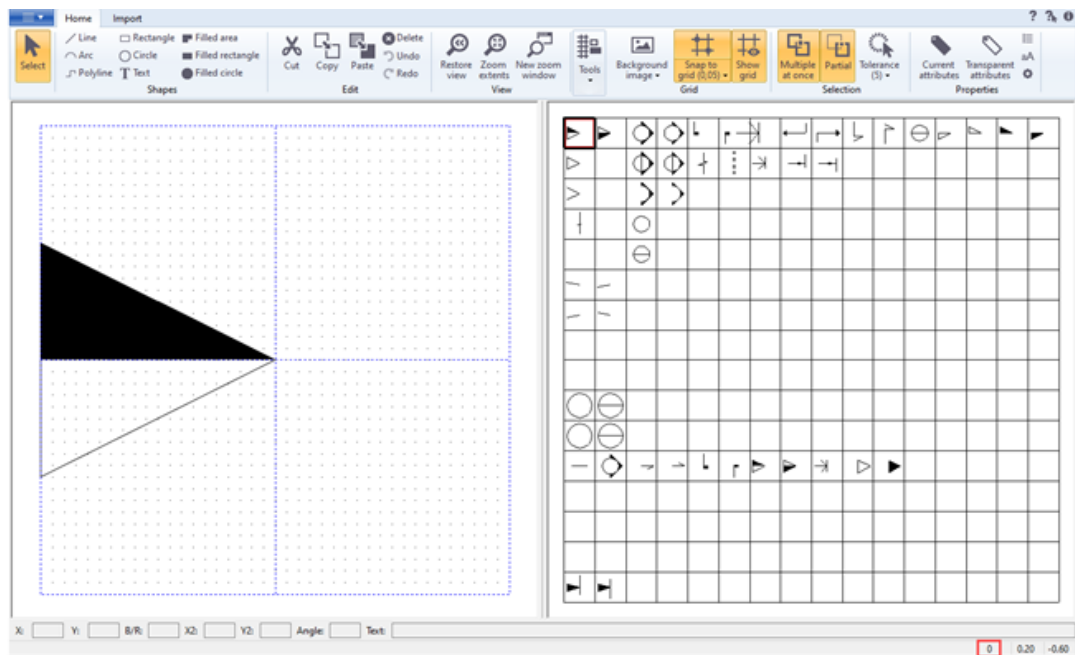 Home Import
Select
Line
Arc
Polyline
Rectangle
Circle
Text
Filled area
Filled rectangle
Filled circle
Shapes
Cut
Copy
Paste
Delete
Undo
Redo
Edit
Restore view
Zoom extents
New zoom window
View
Tools
Background image
Snap to grid (0,05)
Show grid
Grid
Multiple at once
Partial
Tolerance (5)
Selection
Current attributes
Transparent attributes
aA
Properties
X: Y: B/R: X2: Y2: Angle: Text:
0 0.20 -0.60